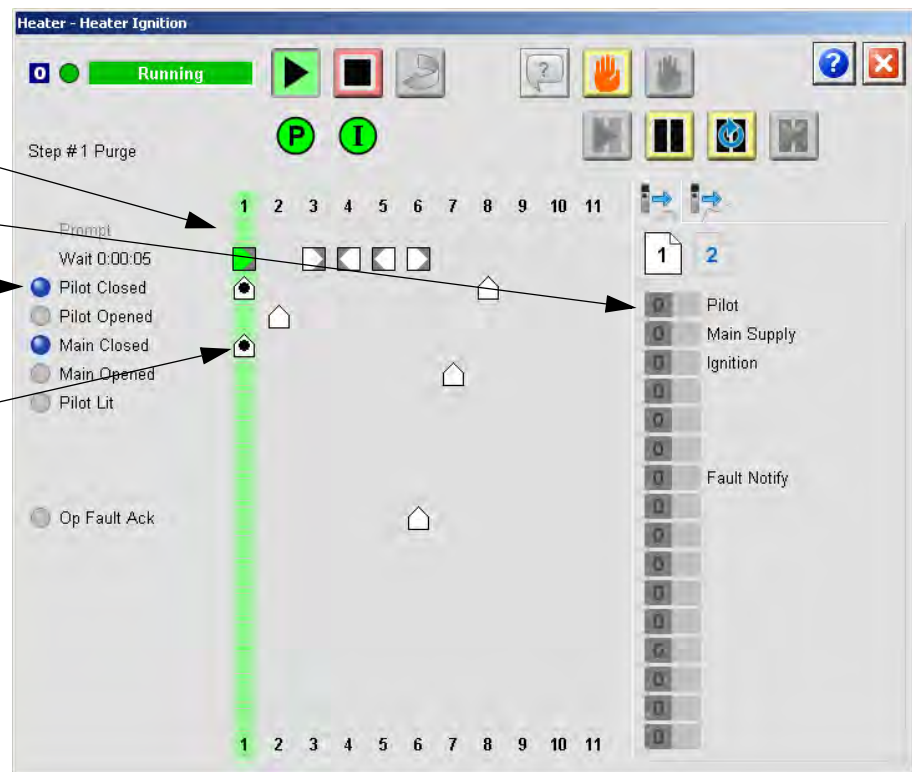 Heater - Heater Ignition
0 Running
?
?
P I
Step # 1 Purge
1 2 3 4 5 6 7 8 9 10 11
Prompt
Wait 0:00:05
1 2
Pilot Closed
Pilot Opened
Main Closed
Main Opened
Pilot Lit
Op Fault Ack
0 Pilot
0 Main Supply
0 Ignition
0
0
0
0 Fault Notify
0
0
0
0
0
0
0
0
0
1 2 3 4 5 6 7 8 9 10 11